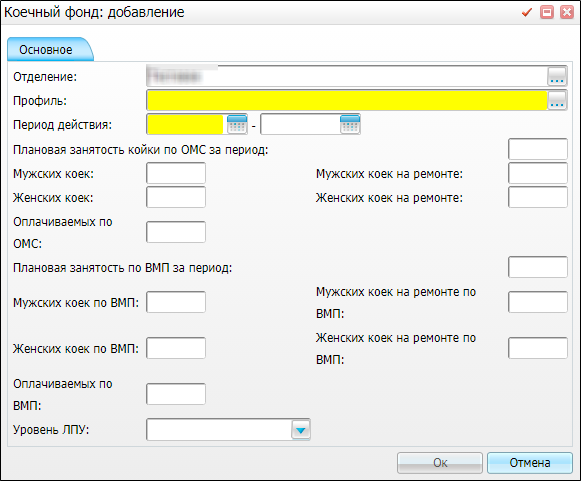 Коечный фонд: добавление
Основное
Отделение:
...
Профиль:
...
Период действия:
-
Плановая занятость койки по ОМС за период:
Мужских коек: Мужских коек на ремонте:
Женских коек: Женских коек на ремонте:
Оплачиваемых по
ОМС:
Плановая занятость по ВМП за период:
Мужских коек по ВМП:
Мужских коек на ремонте по
ВМП:
Женских коек по ВМП:
Женских коек на ремонте по
ВМП:
Оплачиваемых по
ВМП:
Уровень ЛПУ:
Ок Отмена